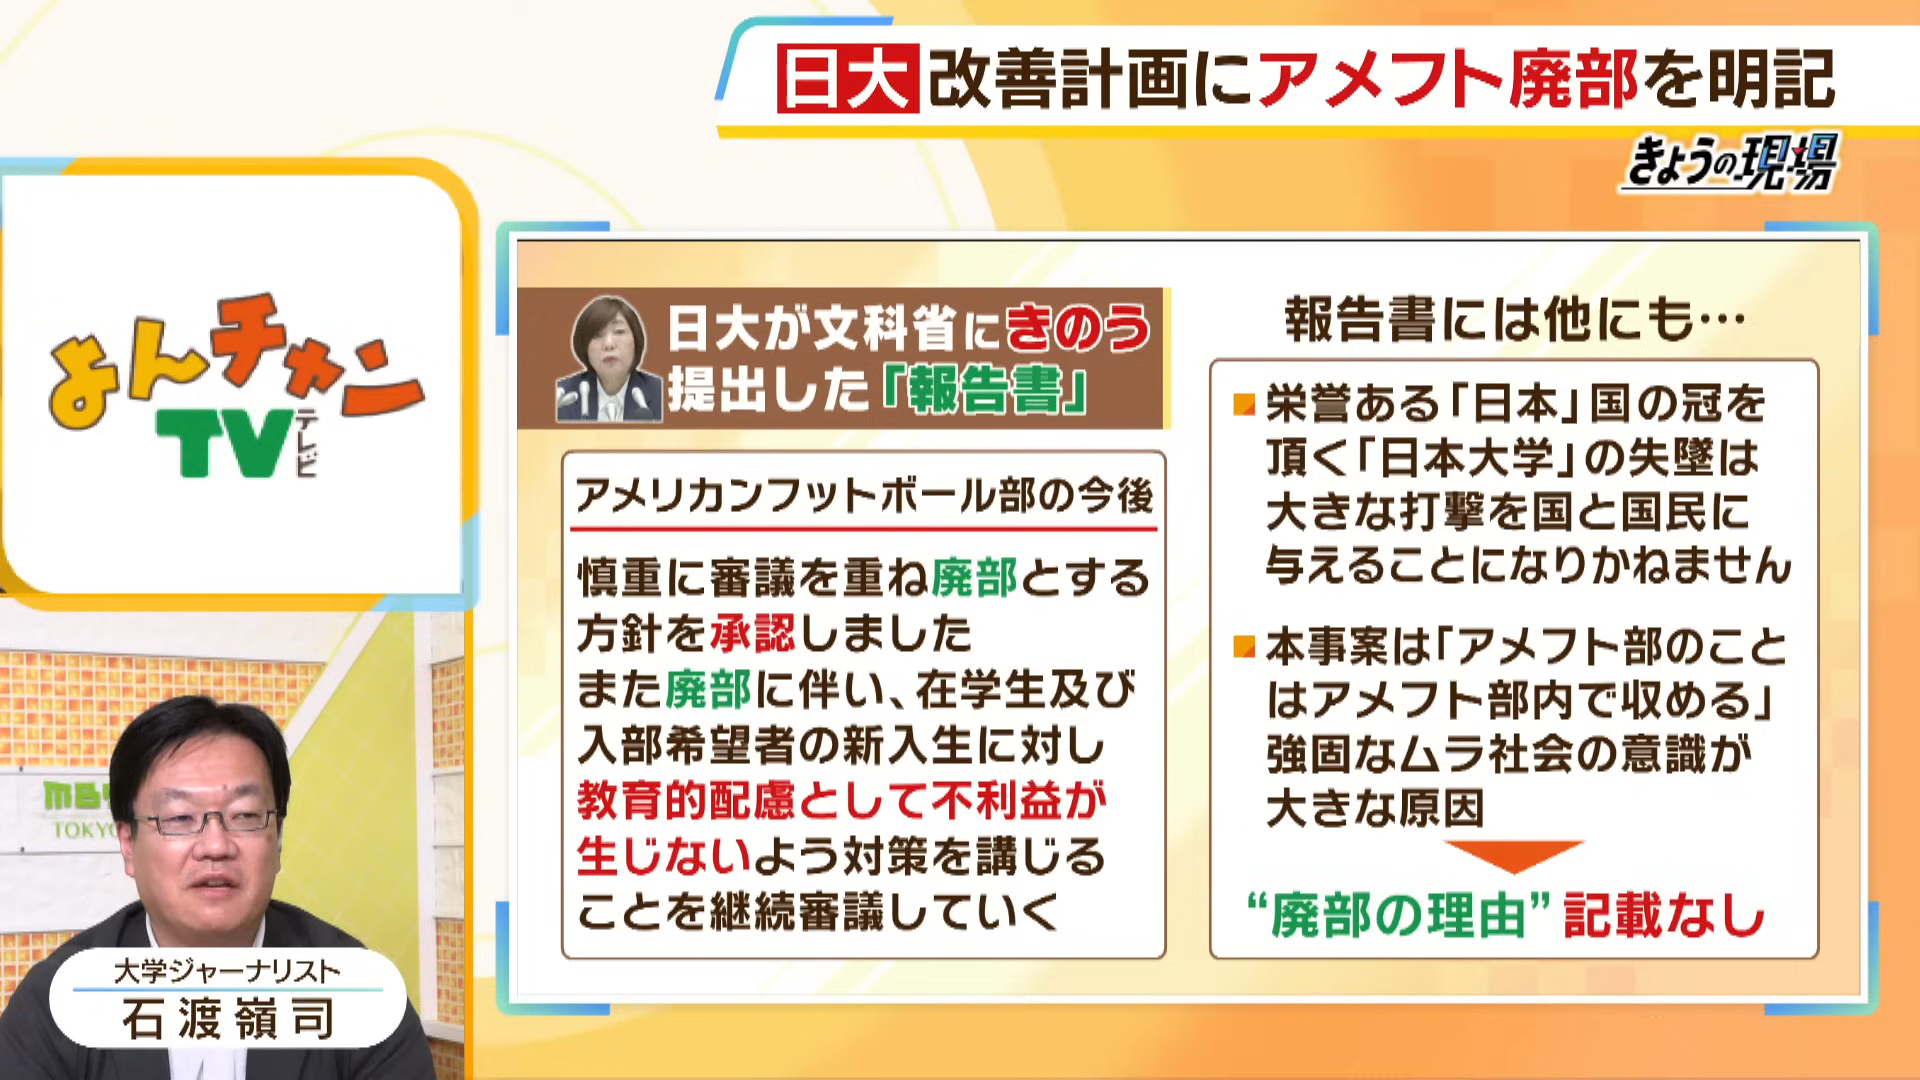 日大 改善計画にアメフト廃部を明記
きょうの現場
よんチャン
TV
テレビ
日大が文科省にきのう
提出した「報告書」
アメリカンフットボール部の今後
慎重に審議を重ね廃部とする
方針を承認しました
また廃部に伴い、在学生及び
入部希望者の新入生に対し
教育的配慮として不利益が
生じないよう対策を講じる
ことを継続審議していく
報告書には他にも…
栄誉ある「日本」国の冠を
頂く「日本大学」の失墜は
大きな打撃を国と国民に
与えることになりかねません
本事案は「アメフト部のこと
はアメフト部内で収める」
強固なムラ社会の意識が
大きな原因
“廃部の理由”記載なし
TOKYO
大学ジャーナリスト
石渡嶺司